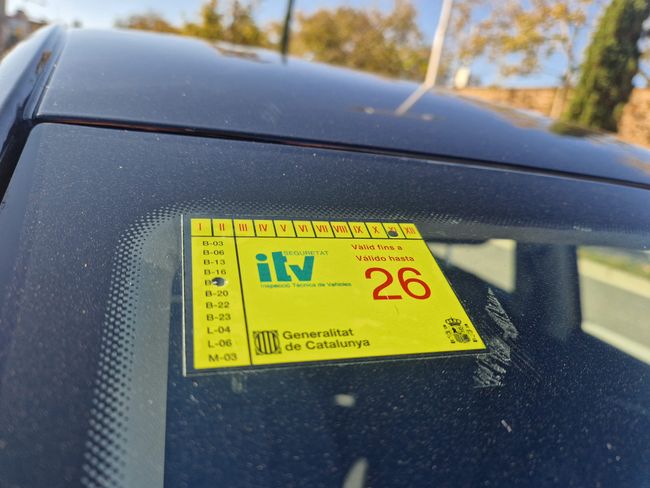 I II III IV V VI VII VIII IX X XII
B-03
B-06
B-13
B-16
B-20
B-22
B-23
L-04
L-06
M-03
SEGURETAT
itv
Inspecció Tècnica de Vehicles
Vàlid fins a
Válido hasta
26
Generalitat
de Catalunya